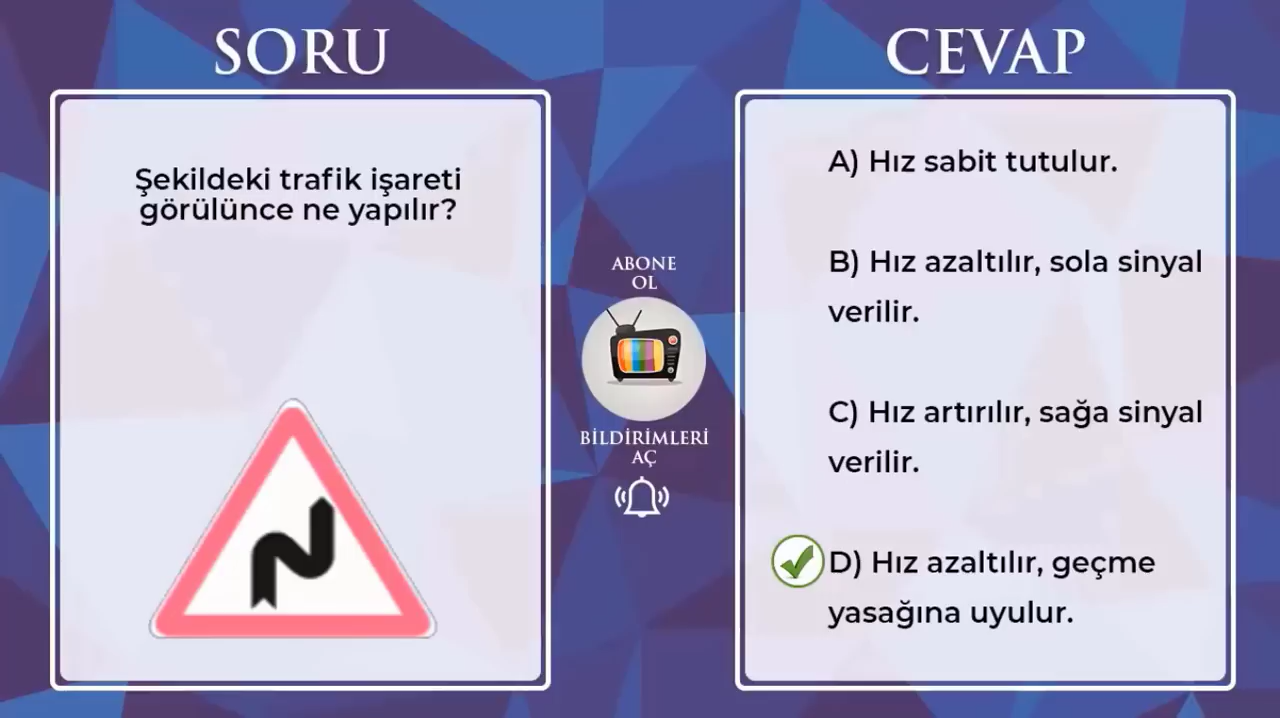 SORU
Şekildeki trafik işareti
görülünce ne yapılır?
ABONE
OL
BİLDİRİMLERİ
AÇ
CEVAP
A) Hız sabit tutulur.
B) Hız azaltılır, sola sinyal
verilir.
C) Hız artırılır, sağa sinyal
verilir.
D) Hız azaltılır, geçme
yasağına uyulur.